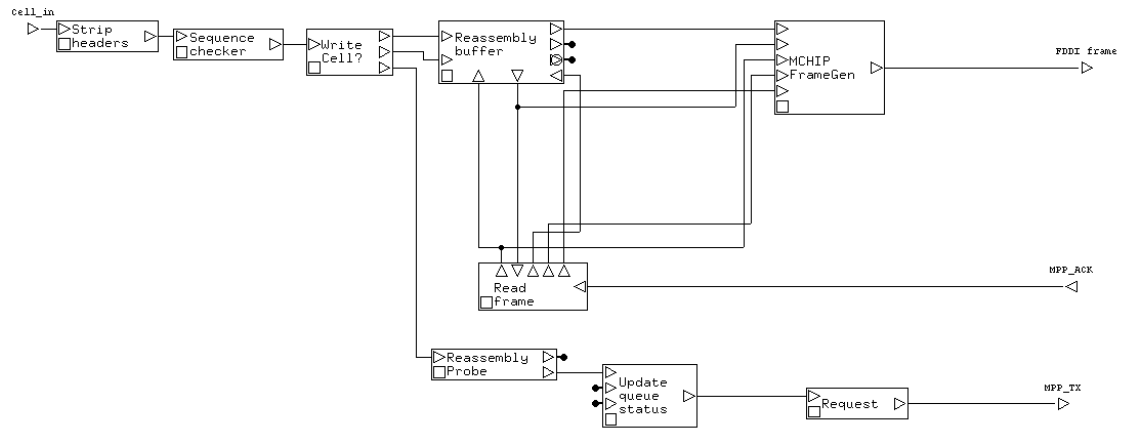 Cell_in
Strip
headers
Sequence
checker
Write
Cell?
Reassembly
buffer
MCHIP
FrameGen
FDDI frame
MPP_ACK
Read
frame
Reassembly
Probe
Update
queue
status
Request
MPP_TX